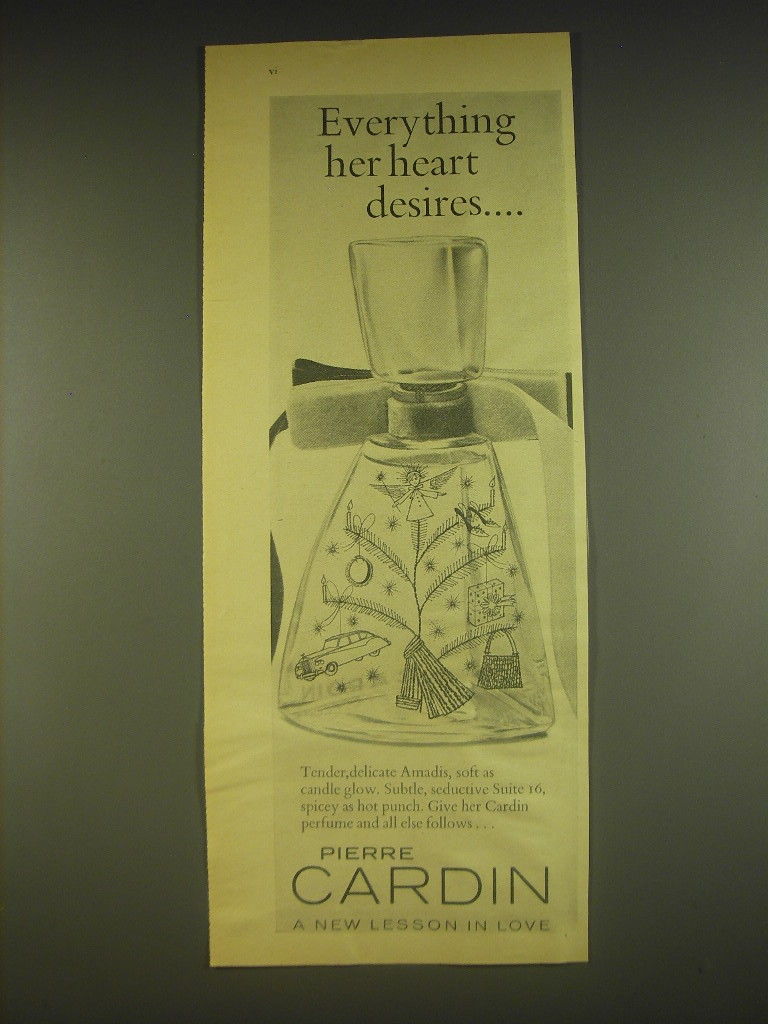 VI
Everything
her heart
desires....
Tender,delicate Amadis, soft as
candle glow. Subtle, seductive Suite 16,
spicey as hot punch. Give her Cardin
perfume and all else follows . . .
PIERRE
CARDIN
A NEW LESSON IN LOVE